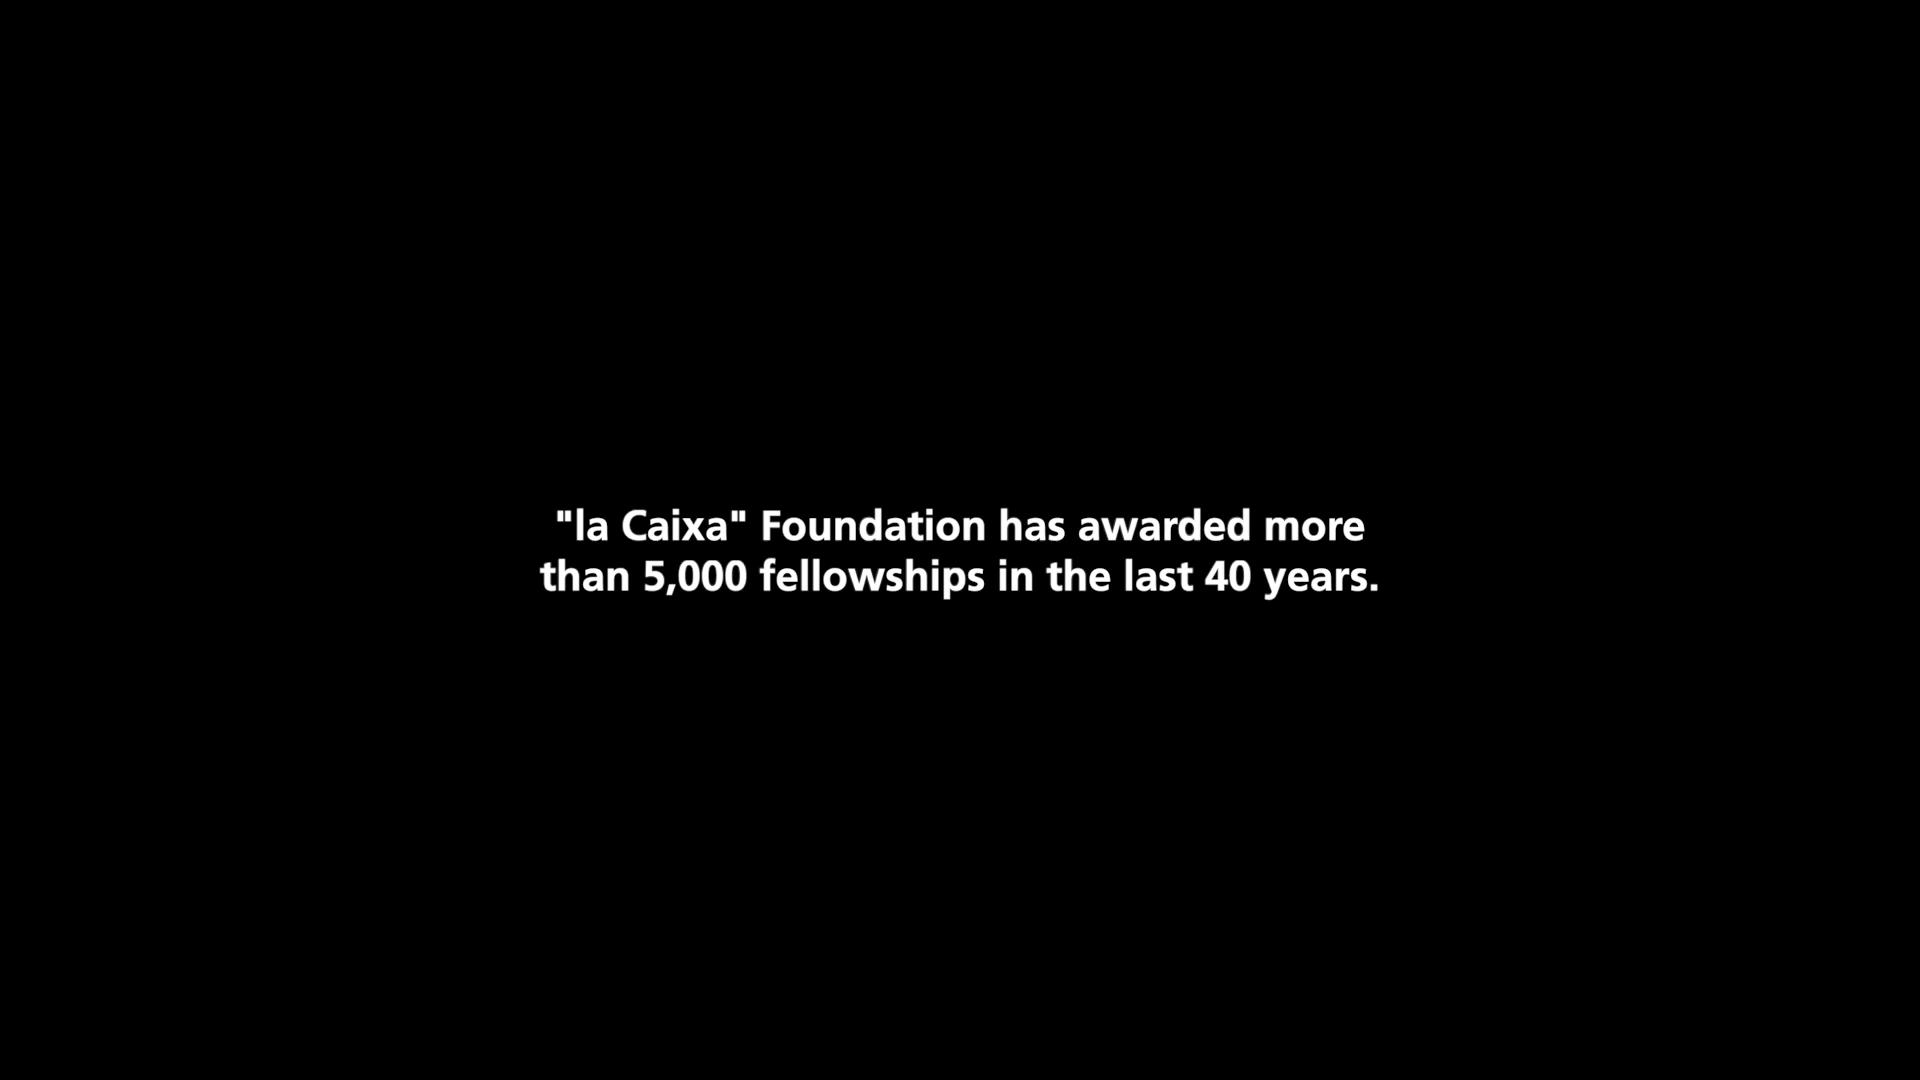 "la Caixa" Foundation has awarded more
than 5,000 fellowships in the last 40 years.